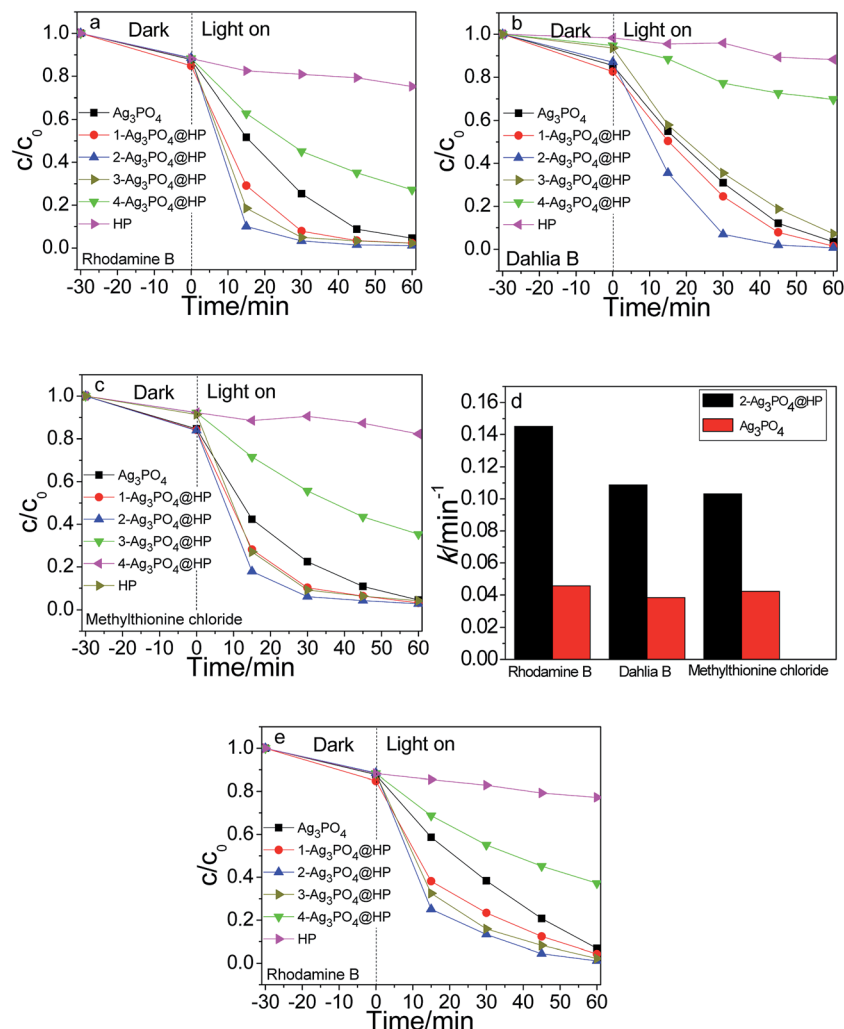 a
Dark Light on
1.0
0.8
0.6
0.4
0.2
0.0
c/c₀
Ag₃PO₄
1-Ag₃PO₄@HP
2-Ag₃PO₄@HP
3-Ag₃PO₄@HP
4-Ag₃PO₄@HP
HP
Rhodamine B
-30 -20 -10 0 10 20 30 40 50 60
Time/min
b
Dark Light on
1.0
0.8
0.6
0.4
0.2
0.0
c/c₀
Ag₃PO₄
1-Ag₃PO₄@HP
2-Ag₃PO₄@HP
3-Ag₃PO₄@HP
4-Ag₃PO₄@HP
HP
Dahlia B
-30 -20 -10 0 10 20 30 40 50 60
Time/min
c
Dark Light on
1.0
0.8
0.6
0.4
0.2
0.0
c/c₀
Ag₃PO₄
1-Ag₃PO₄@HP
2-Ag₃PO₄@HP
3-Ag₃PO₄@HP
4-Ag₃PO₄@HP
HP
Methylthionine chloride
-30 -20 -10 0 10 20 30 40 50 60
Time/min
d
2-Ag₃PO₄@HP
Ag₃PO₄
0.16
0.14
0.12
0.10
0.08
0.06
0.04
0.02
0.00
k/min⁻¹
Rhodamine B Dahlia B Methylthionine chloride
e
Dark Light on
1.0
0.8
0.6
0.4
0.2
0.0
c/c₀
Ag₃PO₄
1-Ag₃PO₄@HP
2-Ag₃PO₄@HP
3-Ag₃PO₄@HP
4-Ag₃PO₄@HP
HP
Rhodamine B
-30 -20 -10 0 10 20 30 40 50 60
Time/min